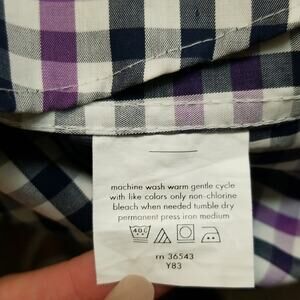 machine wash warm gentle cycle
with like colors only non-chlorine
bleach when needed tumble dry
permanent press iron medium
rn 36543
Y83